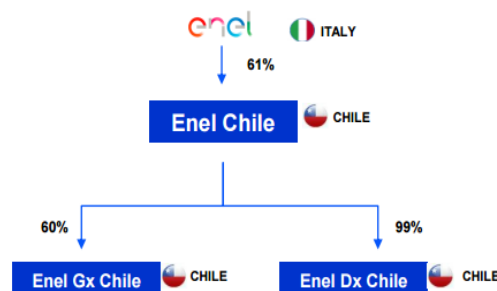 enel ITALY
61%
Enel Chile CHILE
60% 99%
Enel Gx Chile CHILE Enel Dx Chile CHILE